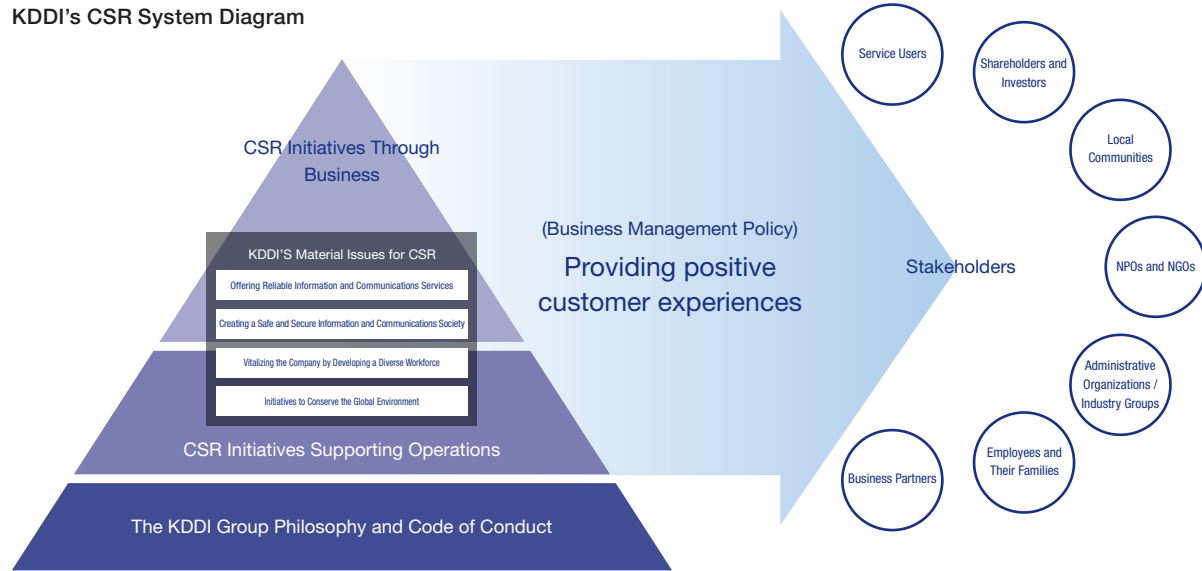 KDDI's CSR System Diagram
CSR Initiatives Through
Business
KDDI'S Material Issues for CSR
Offering Reliable Information and Communications Services
Creating a Safe and Secure Information and Communications Society
Vitalizing the Company by Developing a Diverse Workforce
Initiatives to Conserve the Global Environment
CSR Initiatives Supporting Operations
The KDDI Group Philosophy and Code of Conduct
(Business Management Policy)
Providing positive
customer experiences
Stakeholders
Service Users
Shareholders and
Investors
Local
Communities
NPOs and NGOs
Administrative
Organizations /
Industry Groups
Employees and
Their Families
Business Partners